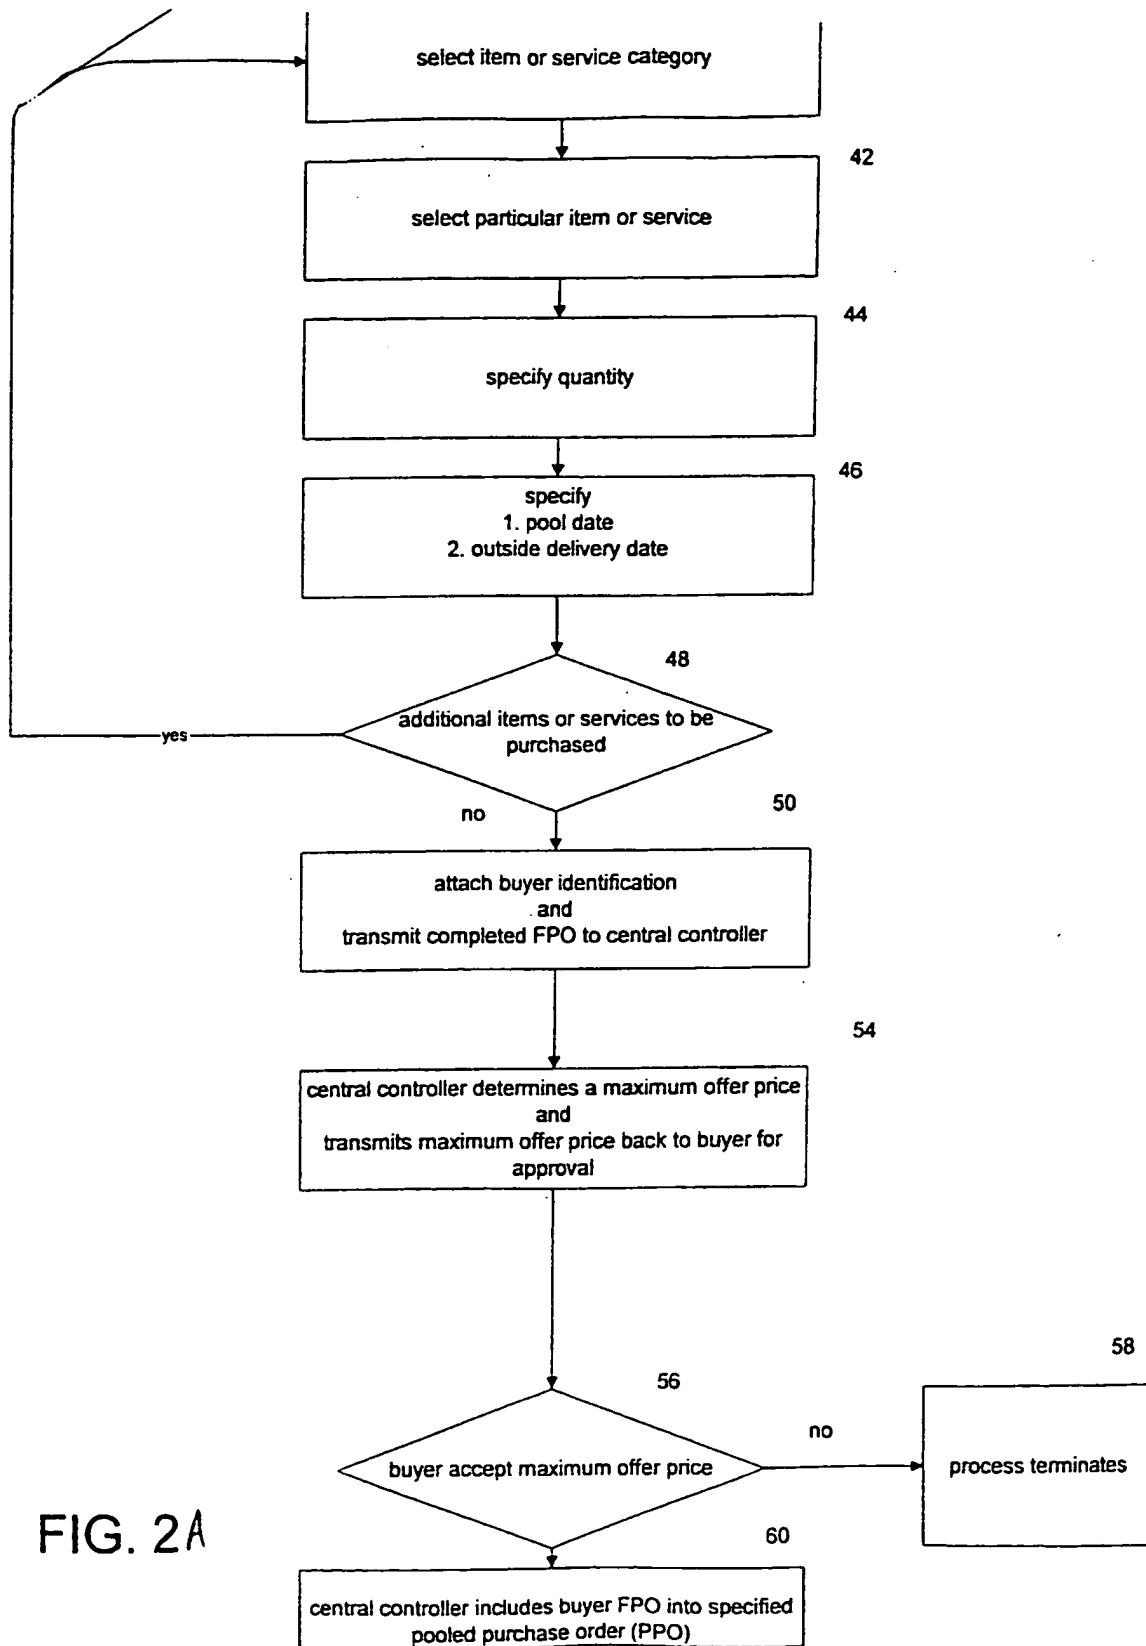 select item or service category
42
select particular item or service
44
specify quantity
46
specify
1. pool date
2. outside delivery date
48
additional items or services to be
purchased
yes
no
50
attach buyer identification
and
transmit completed FPO to central controller
54
central controller determines a maximum offer price
and
transmits maximum offer price back to buyer for
approval
56
58
buyer accept maximum offer price
no
process terminates
60
central controller includes buyer FPO into specified
pooled purchase order (PPO)
FIG. 2A